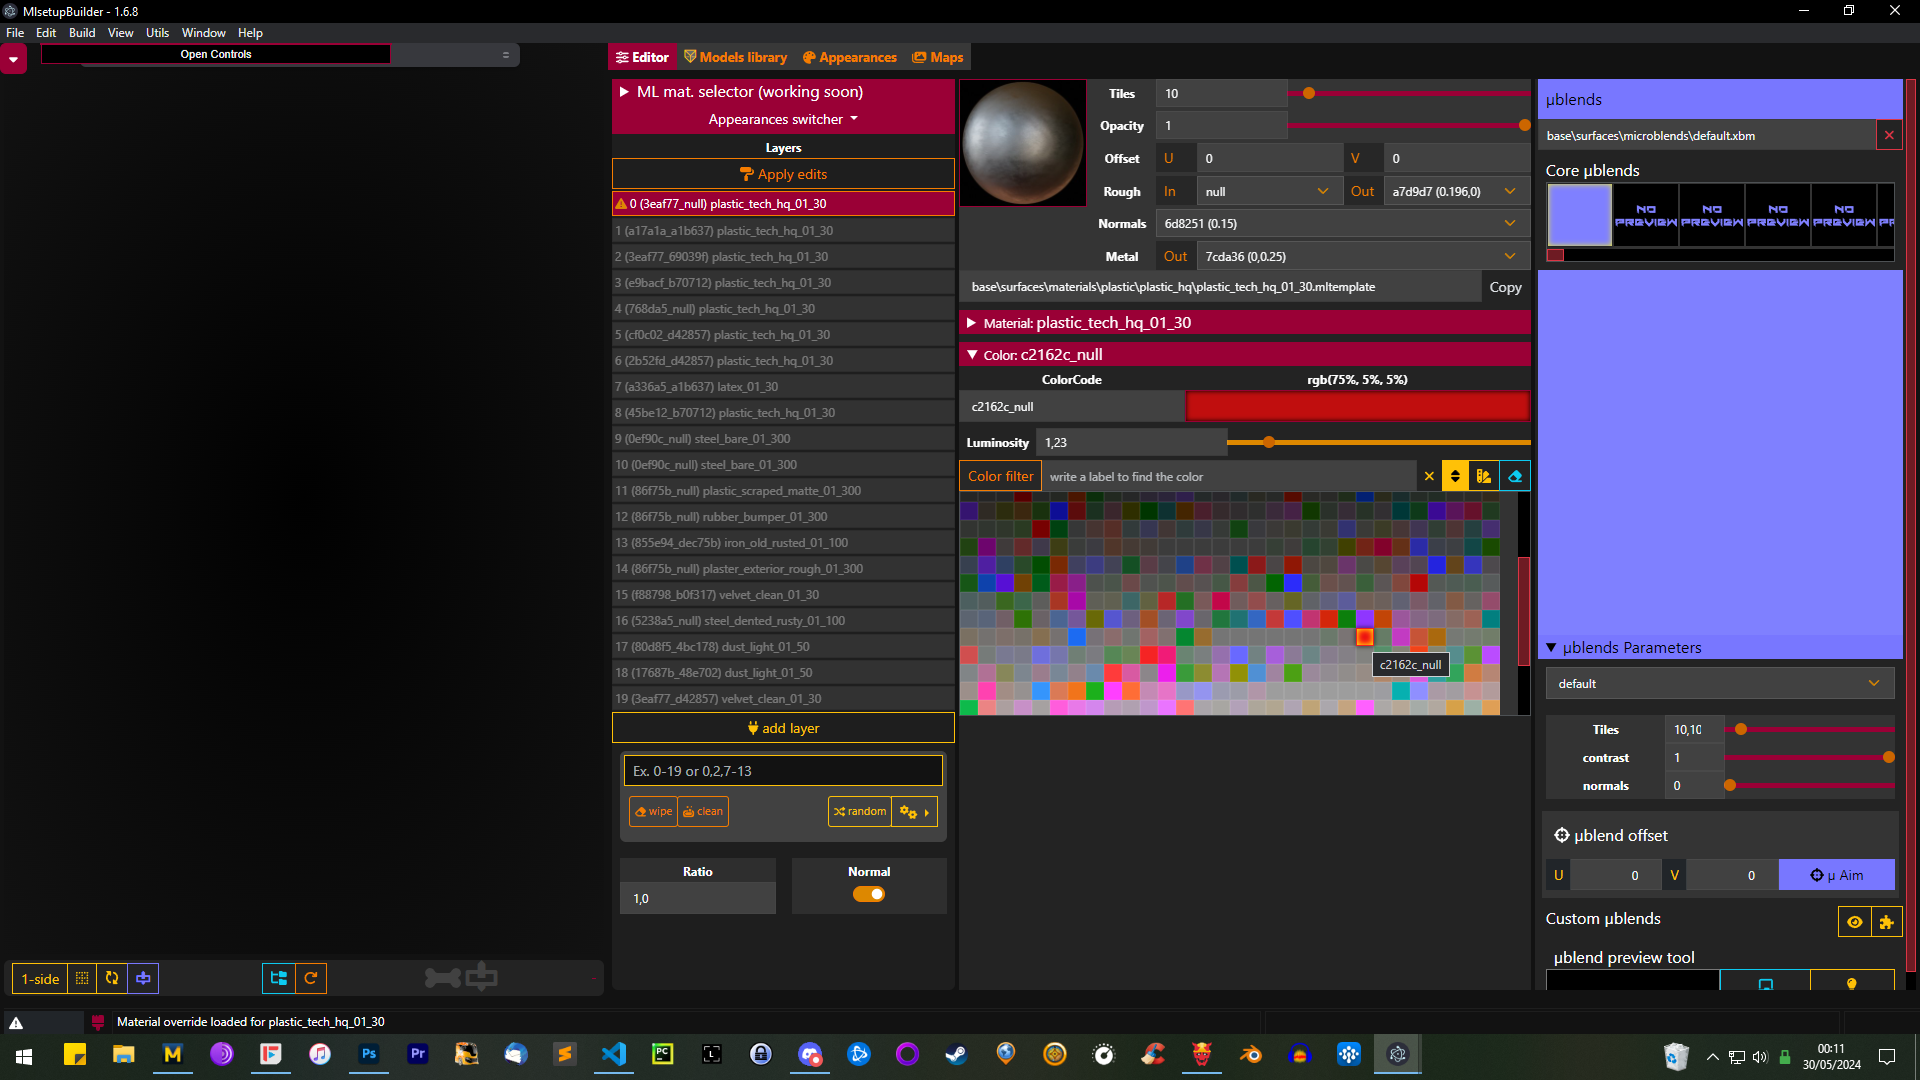 MlsetupBuilder - 1.6.8
File Edit Build View Utils Window Help
Open Controls
Editor Models library Appearances Maps
ML mat. selector (working soon)
Appearances switcher
Layers
Apply edits
0 (3eaf77_null) plastic_tech_hq_01_30
1 (a17a1a_a1b637) plastic_tech_hq_01_30
2 (3eaf77_69039f) plastic_tech_hq_01_30
3 (e9bacf_b70712) plastic_tech_hq_01_30
4 (768da5_null) plastic_tech_hq_01_30
5 (cf0c02_d42857) plastic_tech_hq_01_30
6 (2b52fd_d42857) plastic_tech_hq_01_30
7 (a336a5_a1b637) latex_01_30
8 (45be12_b70712) plastic_tech_hq_01_30
9 (0ef90c_null) steel_bare_01_300
10 (0ef90c_null) steel_bare_01_300
11 (86f75b_null) plastic_scraped_matte_01_300
12 (86f75b_null) rubber_bumper_01_300
13 (855e94_dec75b) iron_old_rusted_01_100
14 (86f75b_null) plaster_exterior_rough_01_300
15 (f88798_b0f317) velvet_clean_01_30
16 (5238a5_null) steel_dented_rusty_01_100
17 (80d8f5_4bc178) dust_light_01_50
18 (17687b_48e702) dust_light_01_50
19 (3eaf77_d42857) velvet_clean_01_30
add layer
Ex. 0-19 or 0,2,7-13
wipe clean random
Ratio Normal
1,0
Tiles 10
Opacity 1
Offset U 0 V 0
Rough In null Out a7d9d7 (0.196,0)
Normals 6d8251 (0.15)
Metal Out 7cda36 (0,0.25)
base\surfaces\materials\plastic\plastic_hq\plastic_tech_hq_01_30.mltemplate Copy
Material: plastic_tech_hq_01_30
Color: c2162c_null
ColorCode rgb(75%, 5%, 5%)
c2162c_null
Luminosity 1,23
Color filter write a label to find the color
c2162c_null
µblends
base\surfaces\microblends\default.xbm
Core µblends
NO PREVIEW NO PREVIEW NO PREVIEW NO PREVIEW
µblends Parameters
default
Tiles 10,10
contrast 1
normals 0
µblend offset
U 0 V 0 µ Aim
Custom µblends
µblend preview tool
1-side
Material override loaded for plastic_tech_hq_01_30
00:11
30/05/2024